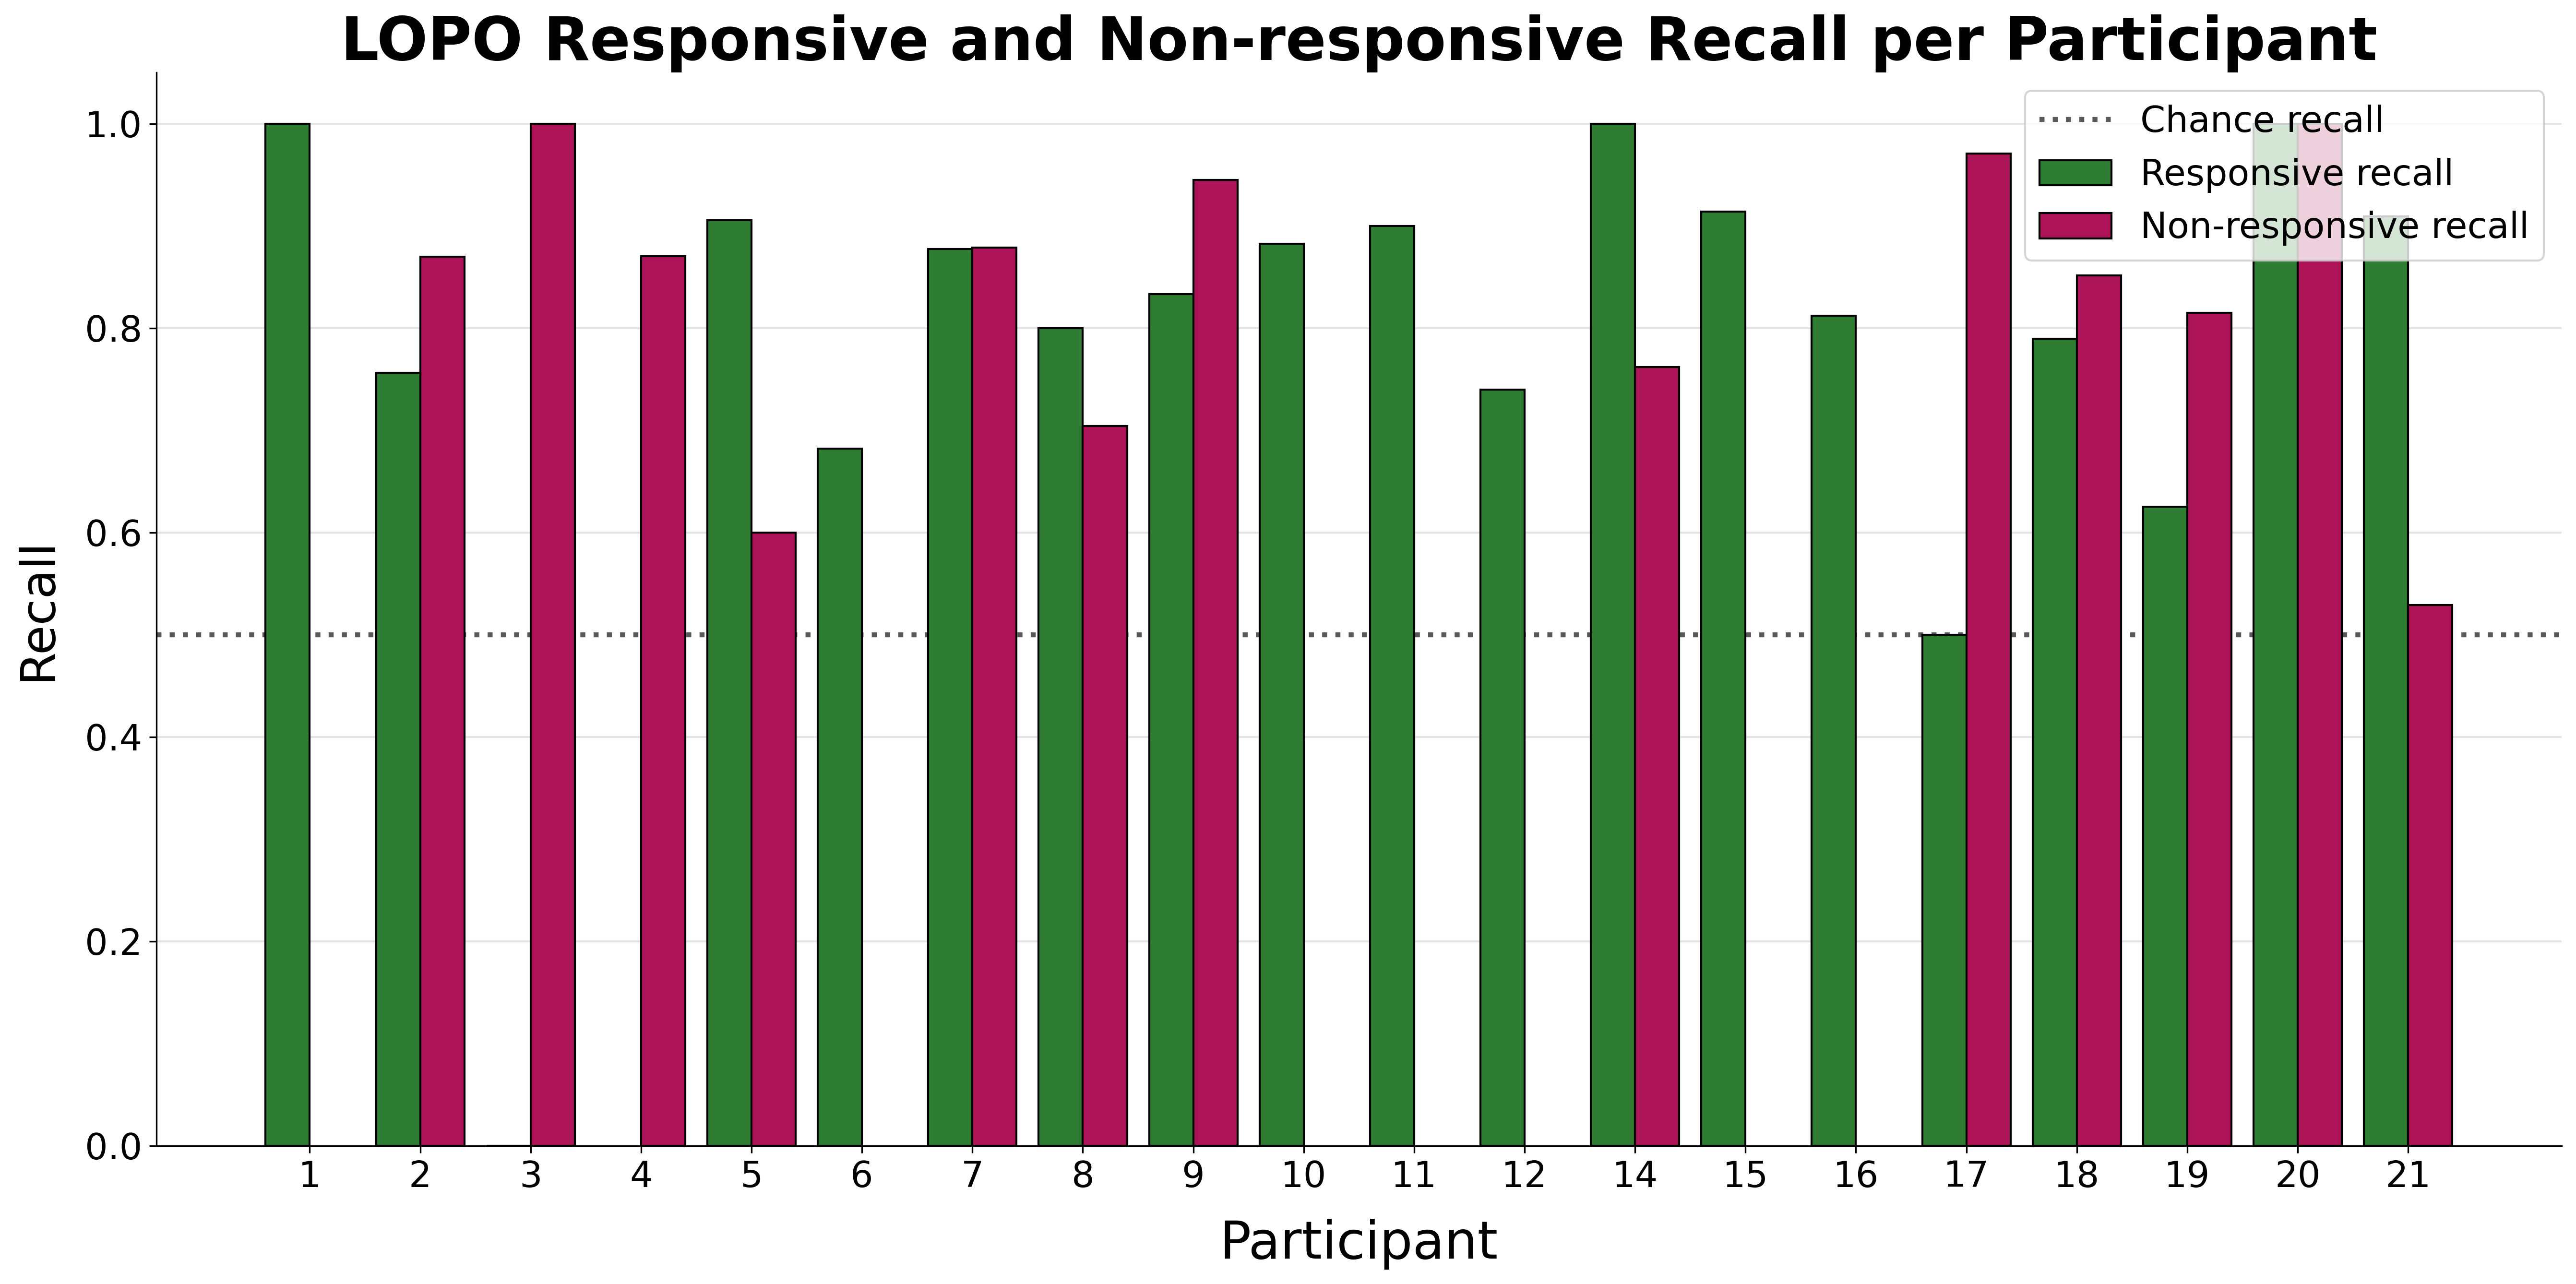 LOPO Responsive and Non-responsive Recall per Participant
Chance recall
Responsive recall
Non-responsive recall
1.0
0.8
0.6
0.4
0.2
0.0
Recall
1 2 3 4 5 6 7 8 9 10 11 12 14 15 16 17 18 19 20 21
Participant